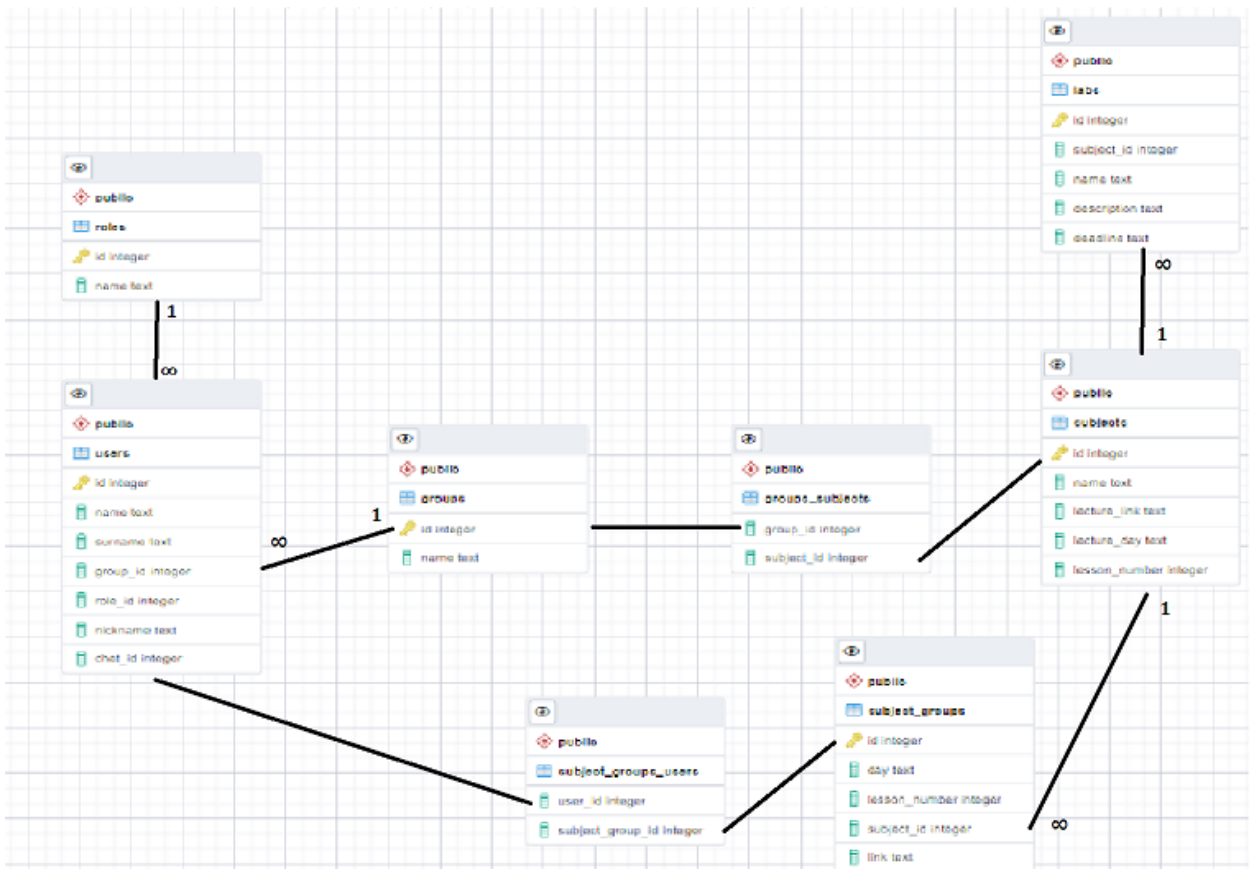 public
labs
id integer
subject_id integer
name text
description text
deadline text
∞
1
public
roles
id integer
name text
1
∞
public
users
id integer
name text
surname text
group_id integer
role_id integer
nickname text
chat_id integer
∞
1
public
groups
id integer
name text
public
groups_subjects
group_id integer
subject_id integer
public
subjects
id integer
name text
lecture_link text
lecture_day text
lesson_number integer
1
∞
public
subject_groups_users
user_id integer
subject_group_id integer
public
subject_groups
id integer
day text
lesson_number integer
subject_id integer
link text